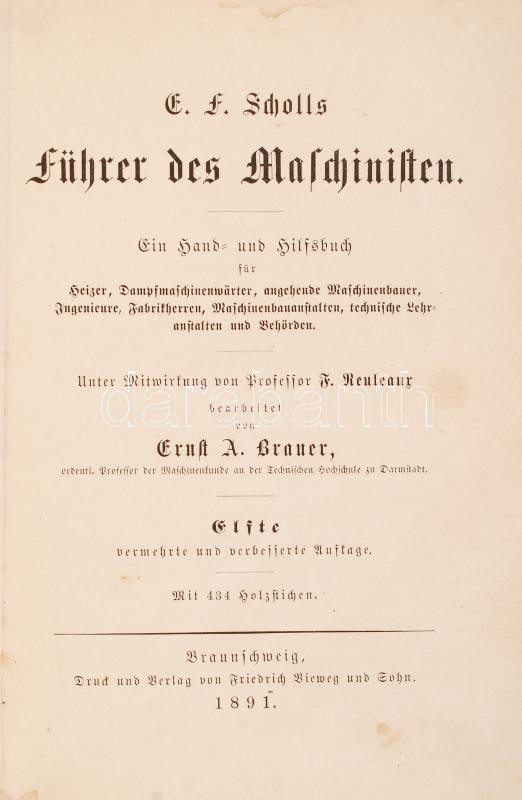 E. F. Scholls
Führer des Maschinisten.
Ein Hand- und Hilfsbuch
für
Heizer, Dampfmaschinenwärter, angehende Maschinenbauer,
Ingenieure, Fabrikherren, Maschinenbauanstalten, technische Lehr-
anstalten und Behörden.
Unter Mitwirkung von Professor F. Reuleaux
bearbeitet
von
darabanth
Ernst A. Brauer,
ordentl. Professor der Maschinenkunde an der Technischen Hochschule zu Darmstadt.
Elfte
vermehrte und verbesserte Auflage.
Mit 434 Holzstichen.
Braunschweig,
Druck und Verlag von Friedrich Vieweg und Sohn.
1891.